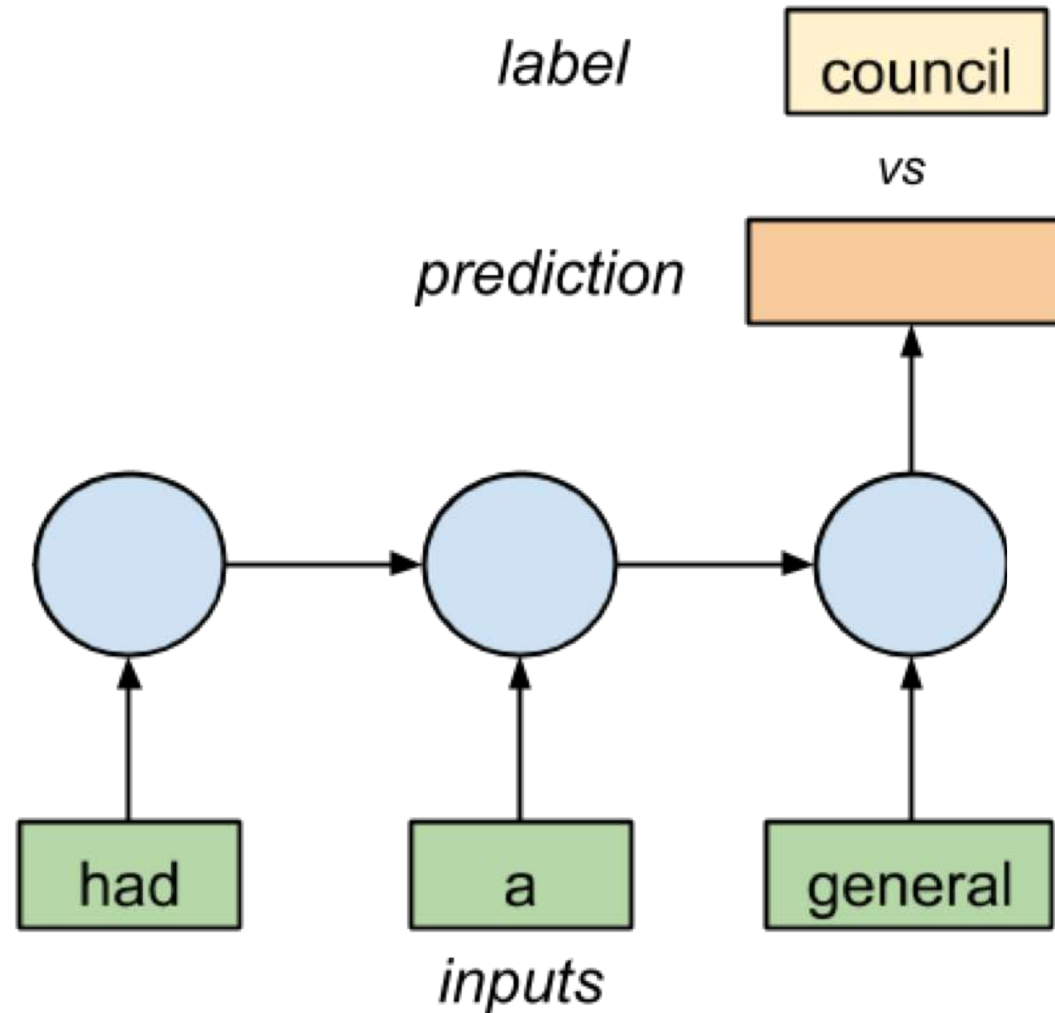 label council
vs
prediction
had a general
inputs